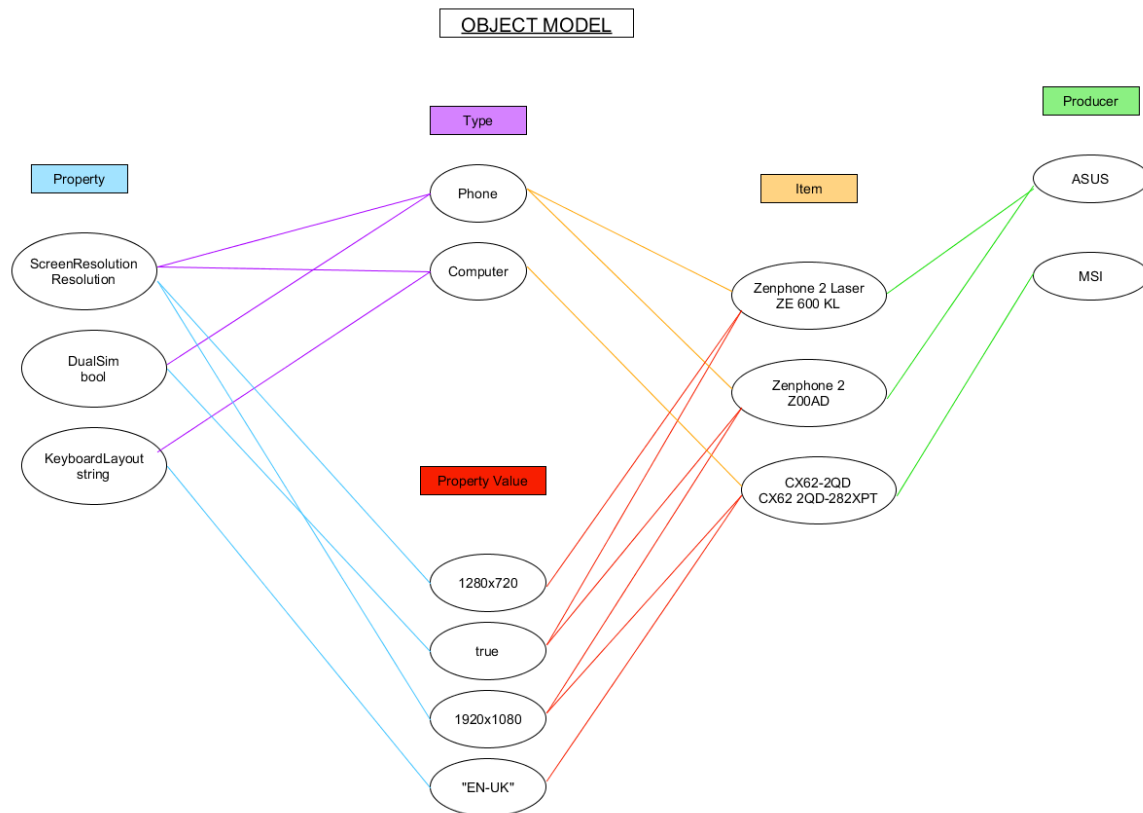 OBJECT MODEL
Producer
Type
Property
Item
ASUS
Phone
ScreenResolution
Resolution
Computer
Zenphone 2 Laser
ZE 600 KL
MSI
DualSim
bool
Zenphone 2
Z00AD
KeyboardLayout
string
Property Value
CX62-2QD
CX62 2QD-282XPT
1280x720
true
1920x1080
"EN-UK"